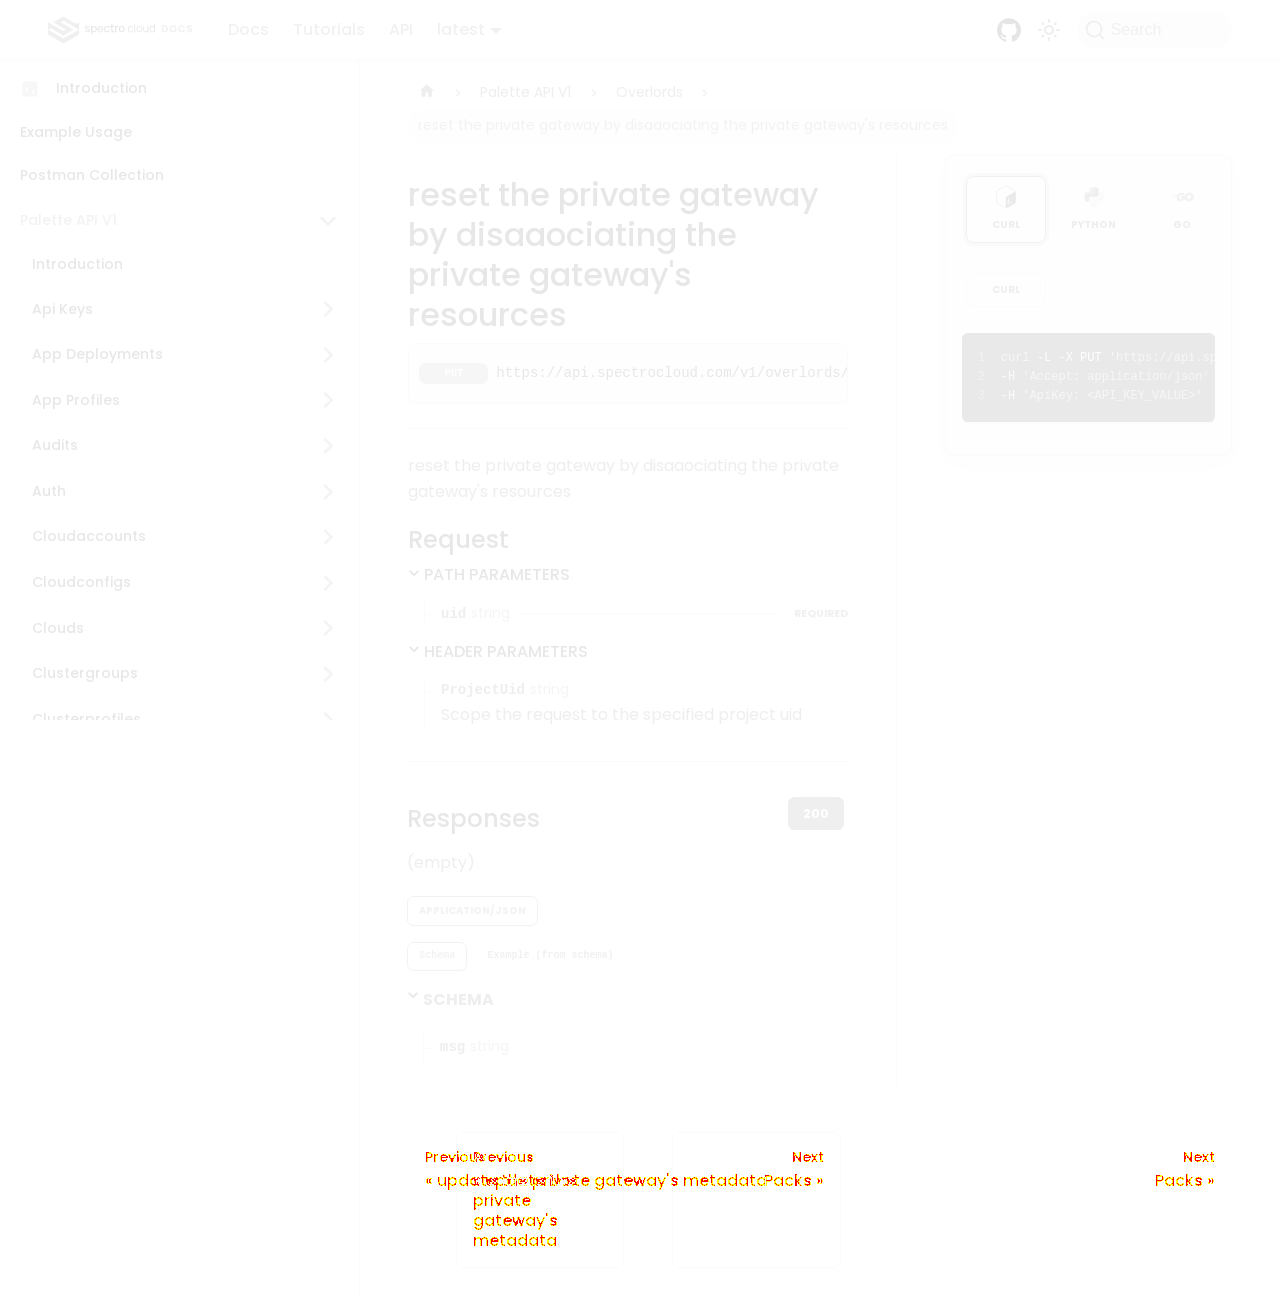 spectro cloud DOCS Docs Tutorials API latest Search
Introduction
Example Usage
Postman Collection
Palette API V1
Introduction
Api Keys
App Deployments
App Profiles
Audits
Auth
Cloudaccounts
Cloudconfigs
Clouds
Clustergroups
Clusterprofiles
Palette API V1 Overlords
reset the private gateway by disaaociating the private gateway's resources
reset the private gateway
by disaaociating the
private gateway's
resources
PUT https://api.spectrocloud.com/v1/overlords/
reset the private gateway by disaaociating the private
gateway's resources
Request
PATH PARAMETERS
uid string REQUIRED
HEADER PARAMETERS
ProjectUid string
Scope the request to the specified project uid
Responses 200
(empty)
APPLICATION/JSON
Schema Example (from schema)
SCHEMA
msg string
CURL PYTHON GO
CURL
1 curl -L -X PUT 'https://api.sp
2 -H 'Accept: application/json'
3 -H 'ApiKey: <API_KEY_VALUE>'
Previous Previous Next Next
private gateway's metadata Packs » Packs »
private
gateway's
metadata